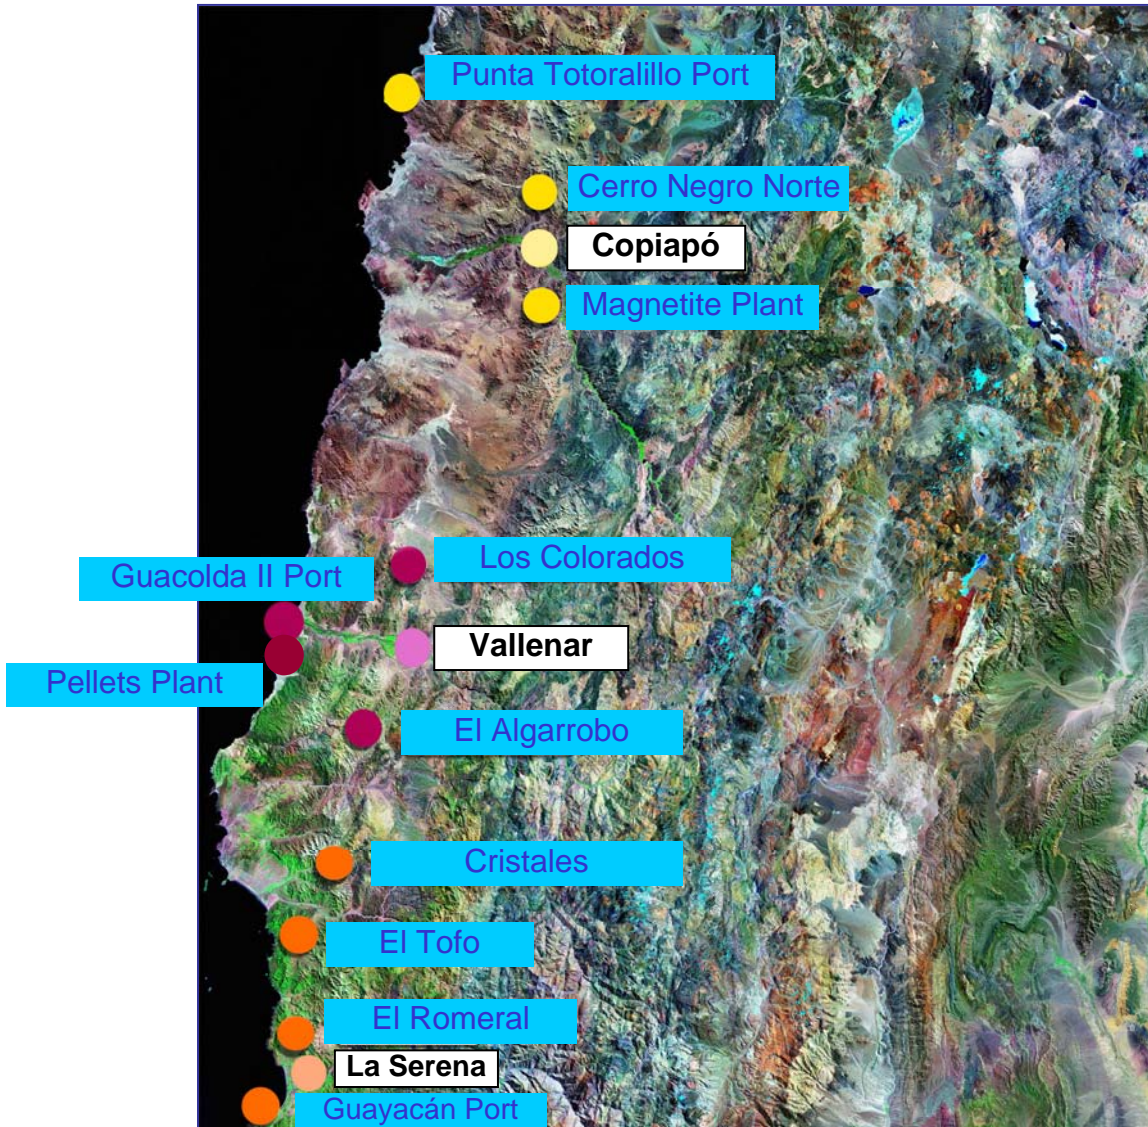 Punta Totoralillo Port
Cerro Negro Norte
Copiapó
Magnetite Plant
Los Colorados
Guacolda II Port
Vallenar
Pellets Plant
El Algarrobo
Cristales
El Tofo
El Romeral
La Serena
Guayacán Port